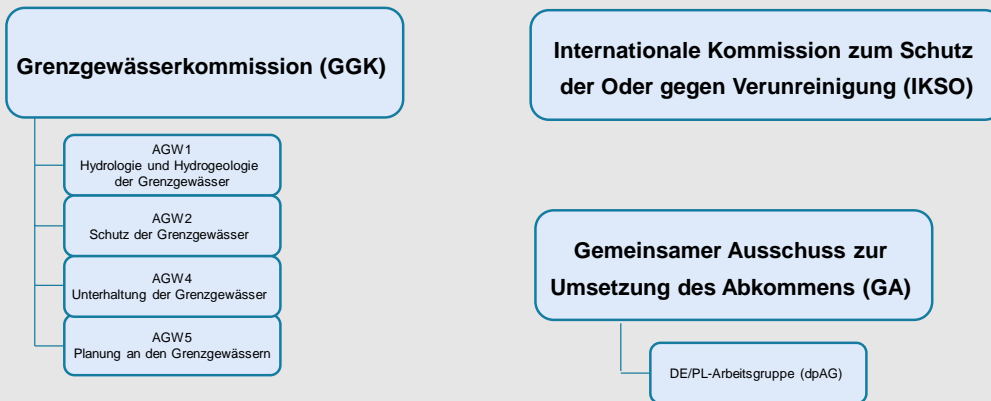 Grenzgewässerkommission (GGK)
AGW1
Hydrologie und Hydrogeologie
der Grenzgewässer
AGW2
Schutz der Grenzgewässer
AGW4
Unterhaltung der Grenzgewässer
AGW5
Planung an den Grenzgewässern
Internationale Kommission zum Schutz
der Oder gegen Verunreinigung (IKSO)
Gemeinsamer Ausschuss zur
Umsetzung des Abkommens (GA)
DE/PL-Arbeitsgruppe (dpAG)